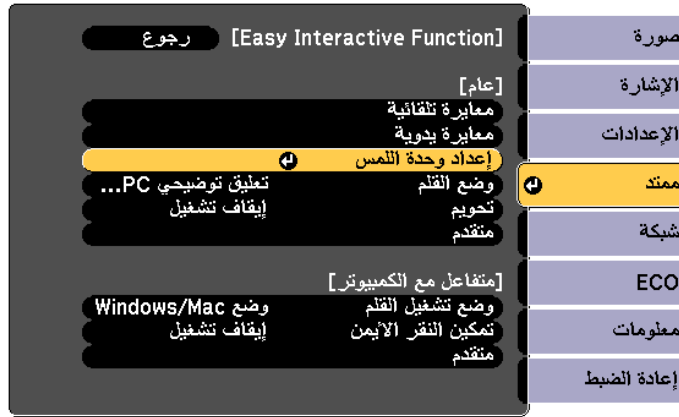 [Easy Interactive Function] رجوع
[عام]
معايرة تلقائية
معايرة يدوية
إعداد وحدة اللمس
وضع القلم تعليق توضيحي PC...
تحويم إيقاف تشغيل
متقدم
[متفاعل مع الكمبيوتر]
وضع تشغيل القلم وضع Windows/Mac
تمكين النقر الأيمن إيقاف تشغيل
متقدم
صورة
الإشارة
الإعدادات
ممتد
شبكة
ECO
معلومات
إعادة الضبط